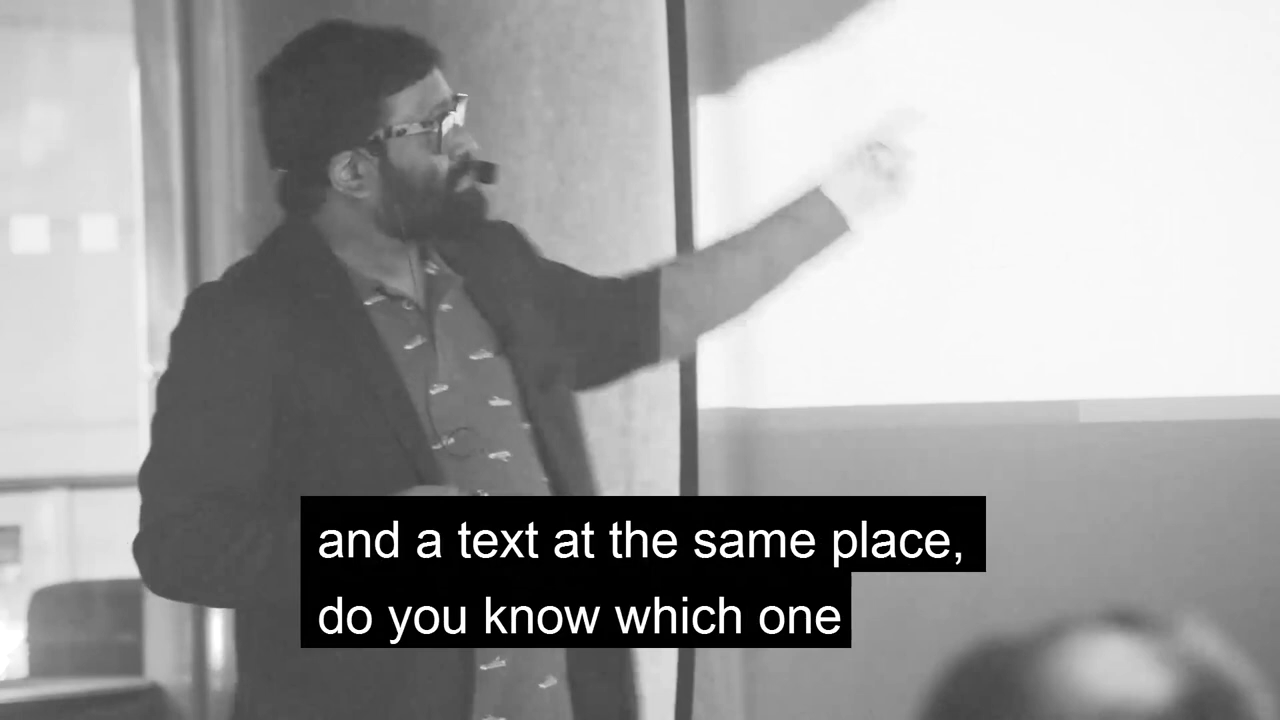 and a text at the same place,
do you know which one